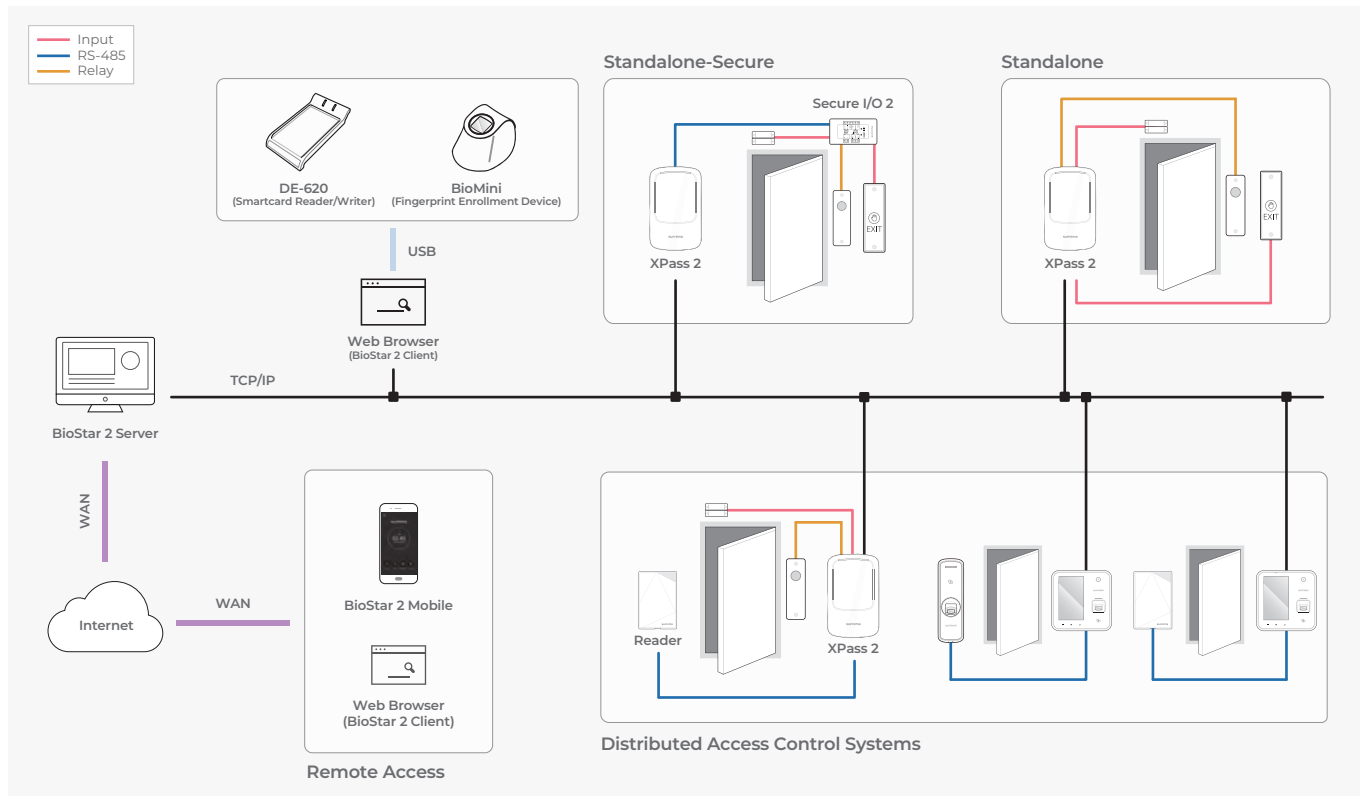 Input
RS-485
Relay
DE-620
(Smartcard Reader/Writer)
BioMini
(Fingerprint Enrollment Device)
USB
Web Browser
(BioStar 2 Client)
Standalone-Secure
Secure I/O 2
EXIT
XPass 2
Standalone
EXIT
XPass 2
TCP/IP
BioStar 2 Server
WAN
Internet
WAN
BioStar 2 Mobile
Web Browser
(BioStar 2 Client)
Remote Access
Reader
XPass 2
Distributed Access Control Systems